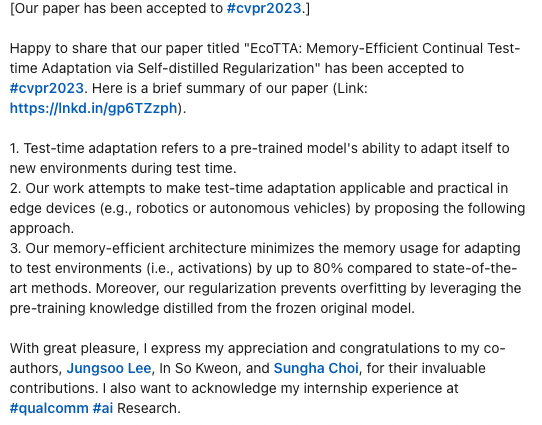 [Our paper has been accepted to #cvpr2023.]
Happy to share that our paper titled "EcoTTA: Memory-Efficient Continual Test-
time Adaptation via Self-distilled Regularization" has been accepted to
#cvpr2023. Here is a brief summary of our paper (Link:
https://lnkd.in/gp6TZzph).
1. Test-time adaptation refers to a pre-trained model's ability to adapt itself to
new environments during test time.
2. Our work attempts to make test-time adaptation applicable and practical in
edge devices (e.g., robotics or autonomous vehicles) by proposing the following
approach.
3. Our memory-efficient architecture minimizes the memory usage for adapting
to test environments (i.e., activations) by up to 80% compared to state-of-the-
art methods. Moreover, our regularization prevents overfitting by leveraging the
pre-training knowledge distilled from the frozen original model.
With great pleasure, I express my appreciation and congratulations to my co-
authors, Jungsoo Lee, In So Kweon, and Sungha Choi, for their invaluable
contributions. I also want to acknowledge my internship experience at
#qualcomm #ai Research.